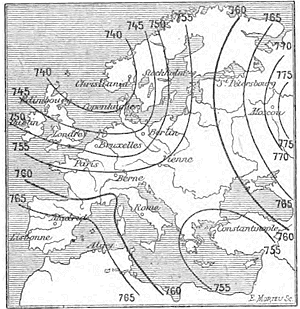 740
745
750
755
760
765
770
775
740
Christiania
Stockholm
St Pétersbourg
745
Edimbourg
Copenhague
Moscou
750
Dublin
Londres
Berlin
775
755
Bruxelles
770
Paris
Vienne
760
Berne
765
765
Madrid
Rome
Constantinople
760
Lisbonne
Alger
755
765
760
755